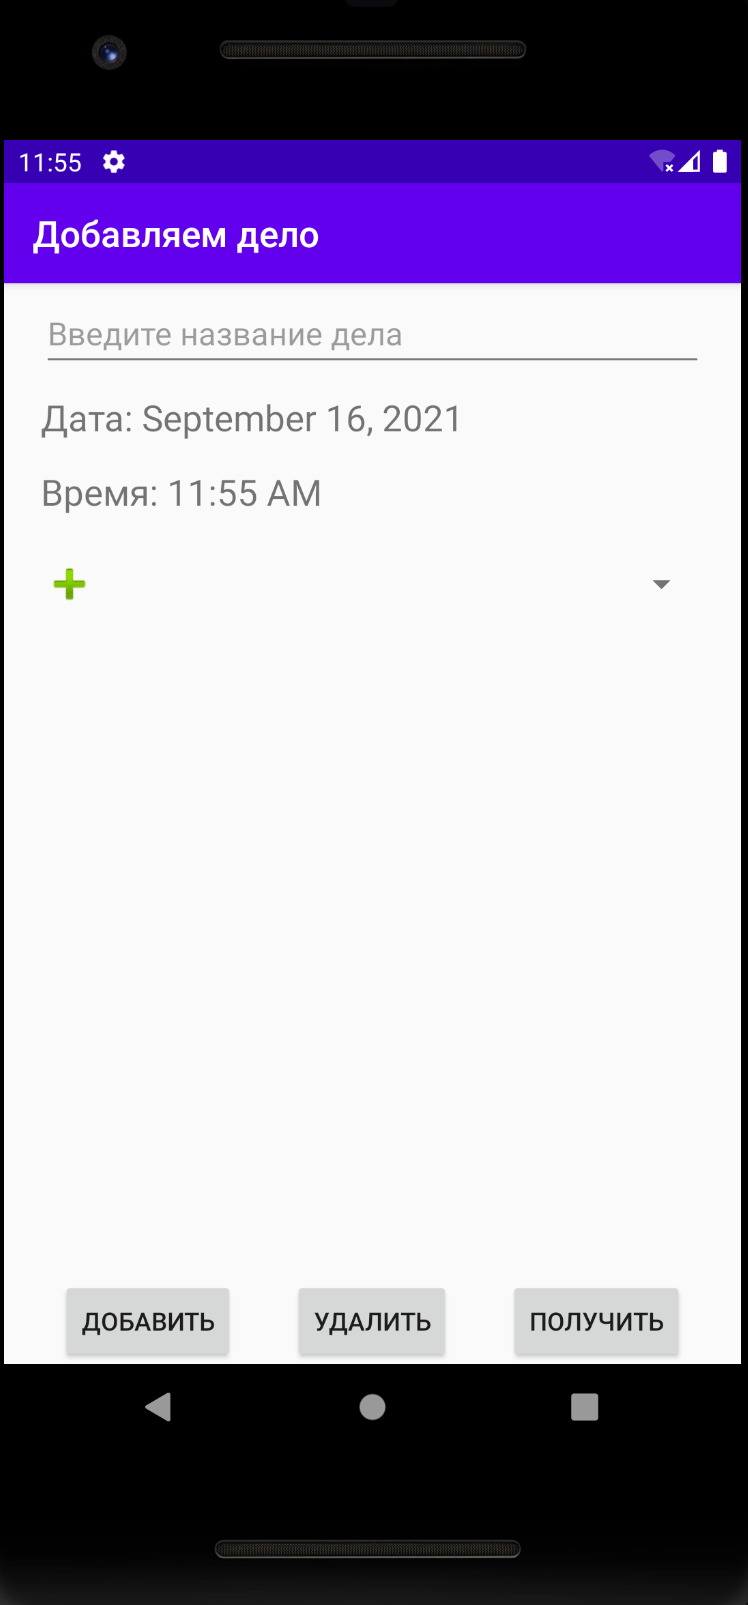 11:55
Добавляем дело
Введите название дела
Дата: September 16, 2021
Время: 11:55 AM
ДОБАВИТЬ
УДАЛИТЬ
ПОЛУЧИТЬ